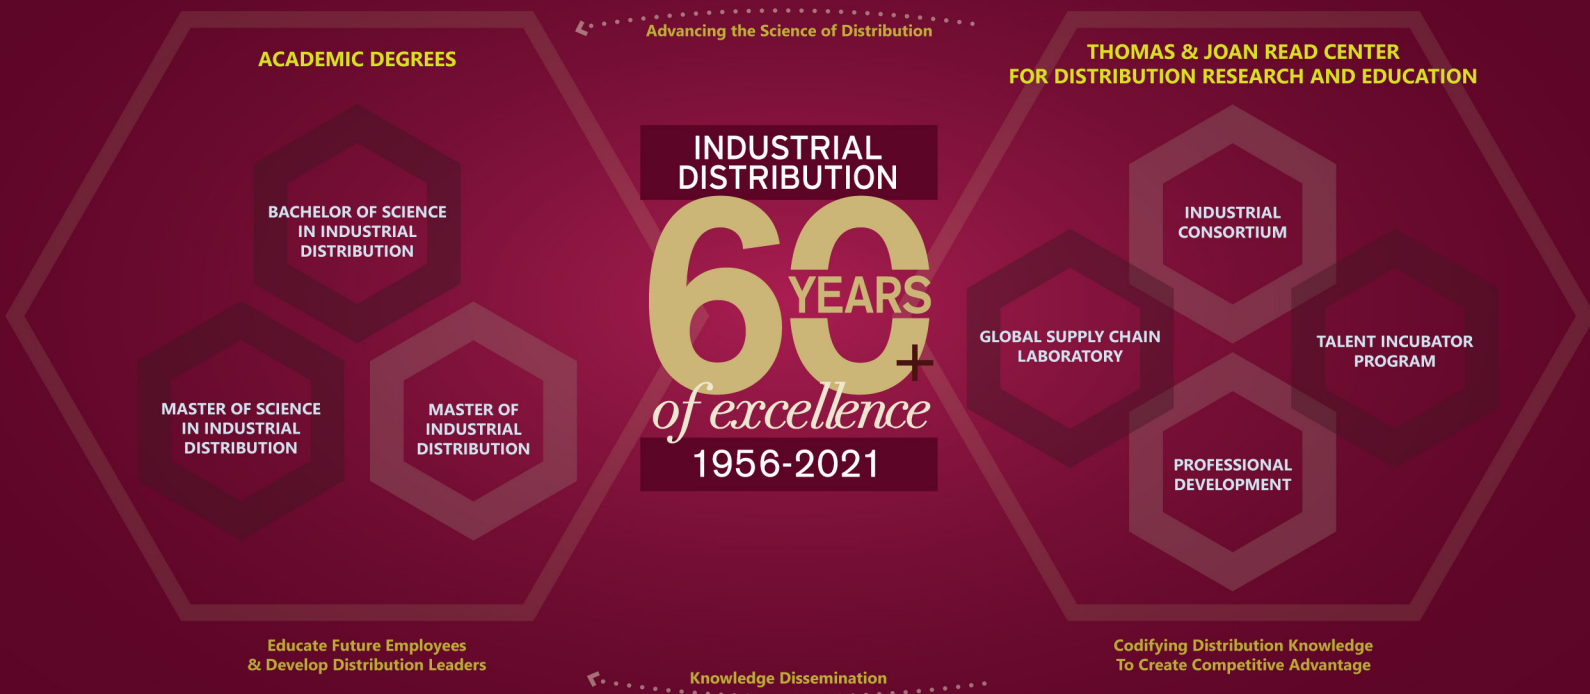 Advancing the Science of Distribution
ACADEMIC DEGREES
BACHELOR OF SCIENCE
IN INDUSTRIAL
DISTRIBUTION
MASTER OF SCIENCE
IN INDUSTRIAL
DISTRIBUTION
MASTER OF
INDUSTRIAL
DISTRIBUTION
Educate Future Employees
& Develop Distribution Leaders
INDUSTRIAL
DISTRIBUTION
60
YEARS
+
of excellence
1956-2021
THOMAS & JOAN READ CENTER
FOR DISTRIBUTION RESEARCH AND EDUCATION
INDUSTRIAL
CONSORTIUM
GLOBAL SUPPLY CHAIN
LABORATORY
TALENT INCUBATOR
PROGRAM
PROFESSIONAL
DEVELOPMENT
Codifying Distribution Knowledge
To Create Competitive Advantage
Knowledge Dissemination